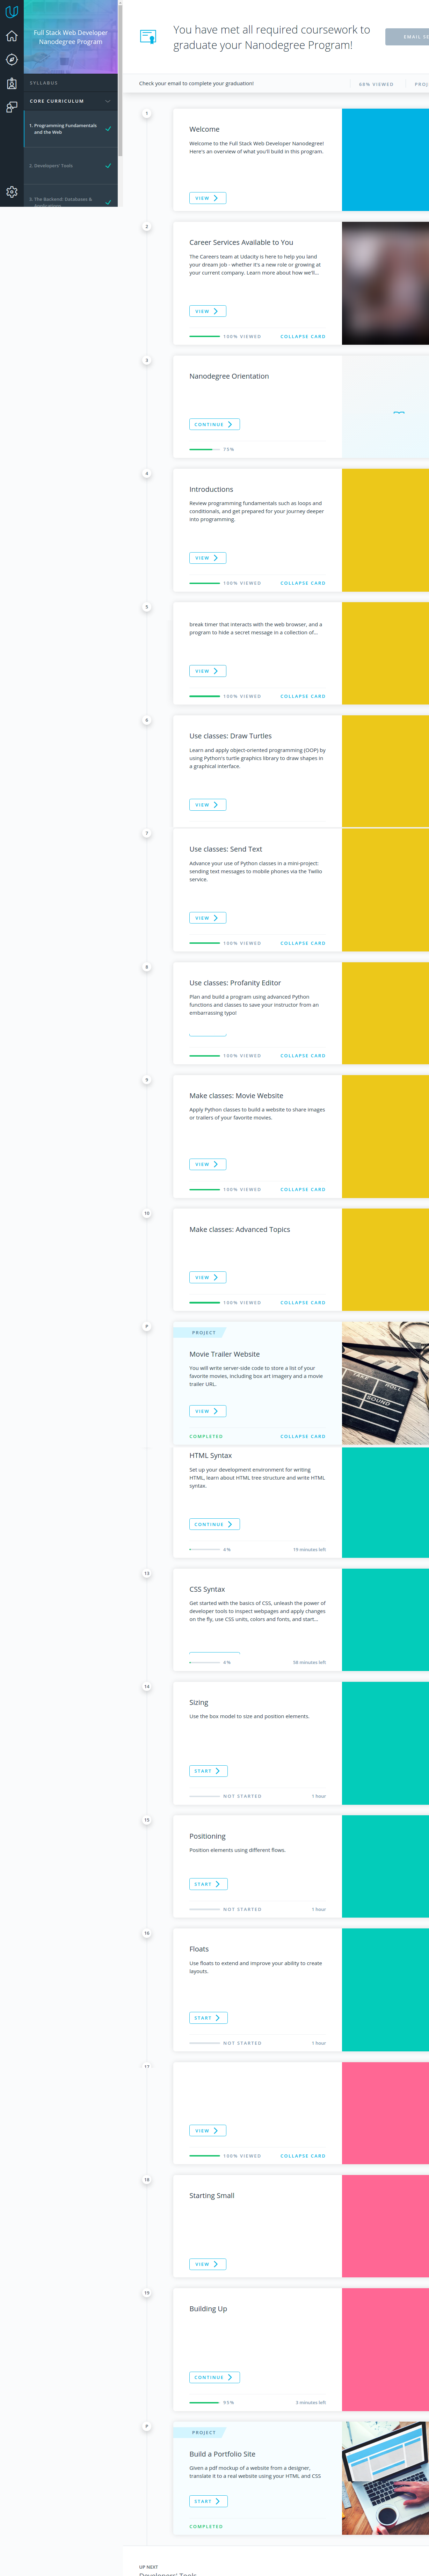 Full Stack Web Developer
Nanodegree Program
SYLLABUS
CORE CURRICULUM
1. Programming Fundamentals
and the Web
2. Developers' Tools
3. The Backend: Databases &
You have met all required coursework to
graduate your Nanodegree Program!
EMAIL SE
Check your email to complete your graduation!
68% VIEWED
PROJ
1
Welcome
Welcome to the Full Stack Web Developer Nanodegree!
Here's an overview of what you'll build in this program.
VIEW
2
Career Services Available to You
The Careers team at Udacity is here to help you land
your dream job - whether it's a new role or growing at
your current company. Learn more about how we'll...
VIEW
100% VIEWED
COLLAPSE CARD
3
Nanodegree Orientation
CONTINUE
75%
4
Introductions
Review programming fundamentals such as loops and
conditionals, and get prepared for your journey deeper
into programming.
VIEW
100% VIEWED
COLLAPSE CARD
5
break timer that interacts with the web browser, and a
program to hide a secret message in a collection of...
VIEW
100% VIEWED
COLLAPSE CARD
6
Use classes: Draw Turtles
Learn and apply object-oriented programming (OOP) by
using Python's turtle graphics library to draw shapes in
a graphical interface.
VIEW
7
Use classes: Send Text
Advance your use of Python classes in a mini-project:
sending text messages to mobile phones via the Twilio
service.
VIEW
100% VIEWED
COLLAPSE CARD
8
Use classes: Profanity Editor
Plan and build a program using advanced Python
functions and classes to save your instructor from an
embarrassing typo!
100% VIEWED
COLLAPSE CARD
9
Make classes: Movie Website
Apply Python classes to build a website to share images
or trailers of your favorite movies.
VIEW
100% VIEWED
COLLAPSE CARD
10
Make classes: Advanced Topics
VIEW
100% VIEWED
COLLAPSE CARD
P
PROJECT
Movie Trailer Website
You will write server-side code to store a list of your
favorite movies, including box art imagery and a movie
trailer URL.
VIEW
COMPLETED
COLLAPSE CARD
TAKE
ROLL
SOUND
HTML Syntax
Set up your development environment for writing
HTML, learn about HTML tree structure and write HTML
syntax.
CONTINUE
4%
19 minutes left
13
CSS Syntax
Get started with the basics of CSS, unleash the power of
developer tools to inspect webpages and apply changes
on the fly, use CSS units, colors and fonts, and start...
4%
56 minutes left
14
Sizing
Use the box model to size and position elements.
START
NOT STARTED
1 hour
15
Positioning
Position elements using different flows.
START
NOT STARTED
1 hour
16
Floats
Use floats to extend and improve your ability to create
layouts.
START
NOT STARTED
1 hour
17
VIEW
100% VIEWED
COLLAPSE CARD
18
Starting Small
VIEW
19
Building Up
CONTINUE
95%
3 minutes left
P
PROJECT
Build a Portfolio Site
Given a pdf mockup of a website from a designer,
translate it to a real website using your HTML and CSS
START
COMPLETED
UP NEXT
Developers' Tools